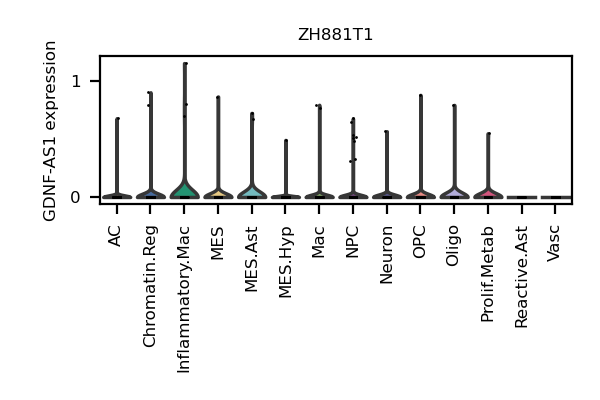 ZH881T1
GDNF-AS1 expression
1
0
AC
Chromatin.Reg
Inflammatory.Mac
MES
MES.Ast
MES.Hyp
Mac
NPC
Neuron
OPC
Oligo
Prolif.Metab
Reactive.Ast
Vasc